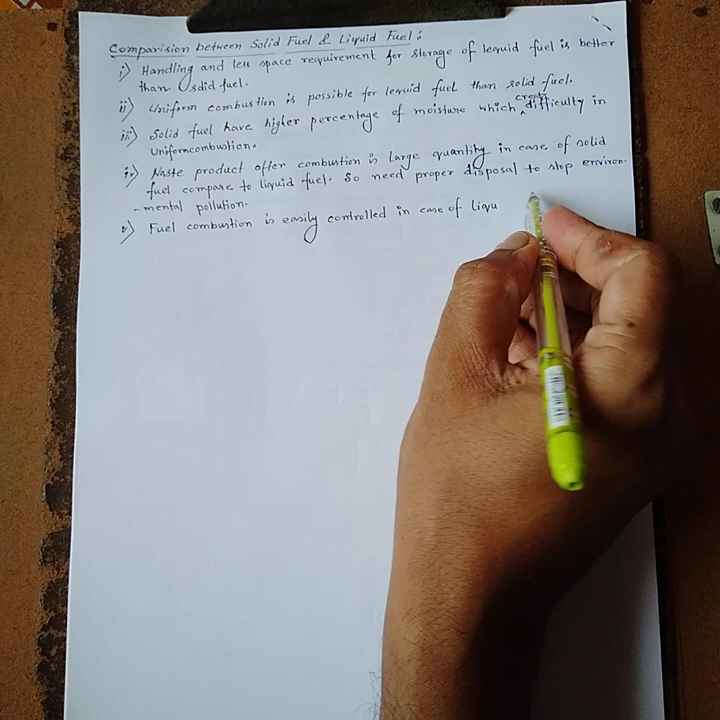 Comparision between Solid Fuel & Liquid Fuel:
i) Handling and less space requirement for storage of lequid fuel is better
than solid fuel.
ii) Uniform combustion is possible for lequid fuel than solid fuel.
iii) Solid fuel have higher percentage of moisture which create difficulty in
Uniformcombustion.
iv) Waste product after combustion is large quantity in case of solid
fuel compare to liquid fuel. So need proper disposal to stop environ-
-mental pollution.
v) Fuel combustion is easily controlled in case of Liqu